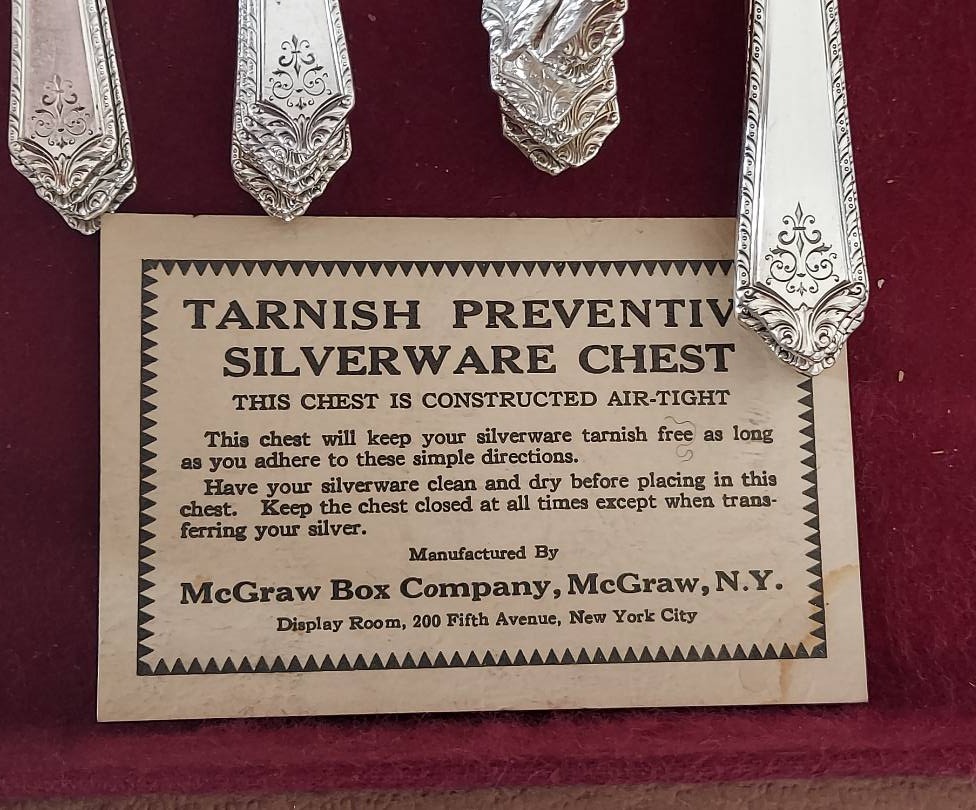 TARNISH PREVENTIV
SILVERWARE CHEST
THIS CHEST IS CONSTRUCTED AIR-TIGHT
This chest will keep your silverware tarnish free as long
as you adhere to these simple directions.
Have your silverware clean and dry before placing in this
chest. Keep the chest closed at all times except when trans-
ferring your silver.
Manufactured By
McGraw Box Company, McGraw, N.Y.
Display Room, 200 Fifth Avenue, New York City